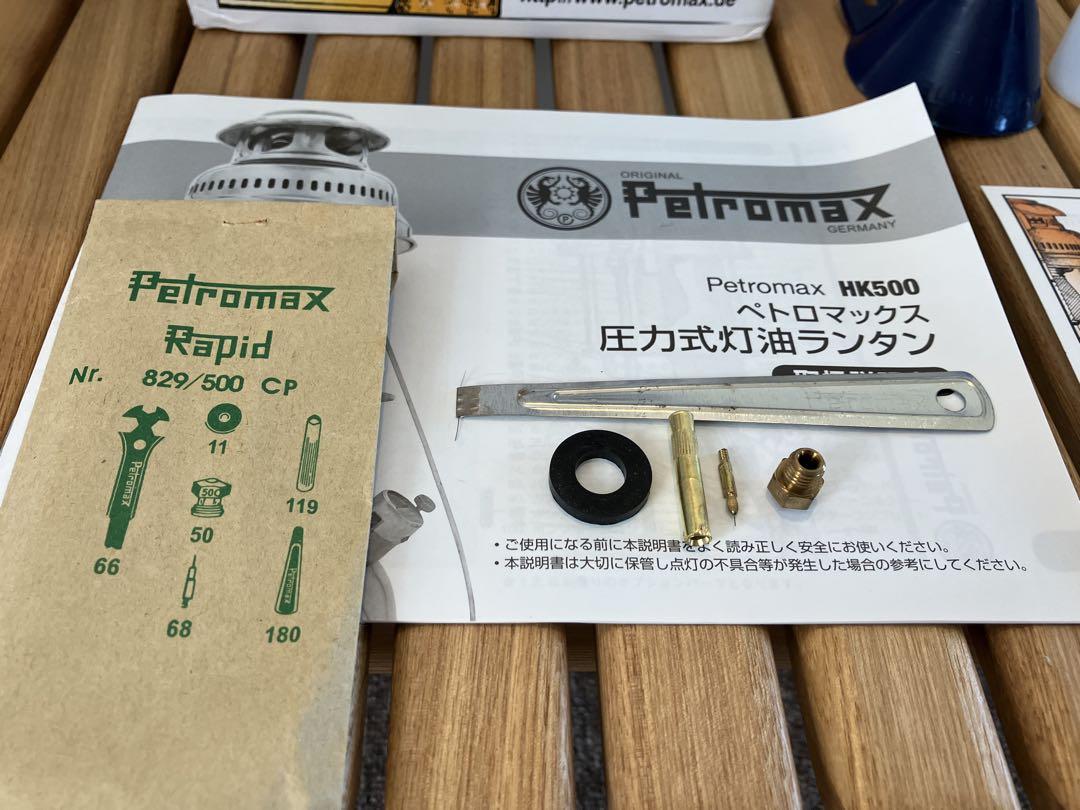 http://www.petromax.de
ORIGINAL
Petromax
GERMANY
Petromax HK500
ペトロマックス
圧力式灯油ランタン
・ご使用になる前に本説明書をよく読み正しく安全にお使いください。
・本説明書は大切に保管し点灯の不具合等が発生した場合の参考にしてください。
Petromax
Rapid
Nr. 829/500 CP
11
119
500
50
Petromax
66
68
Petromax
180